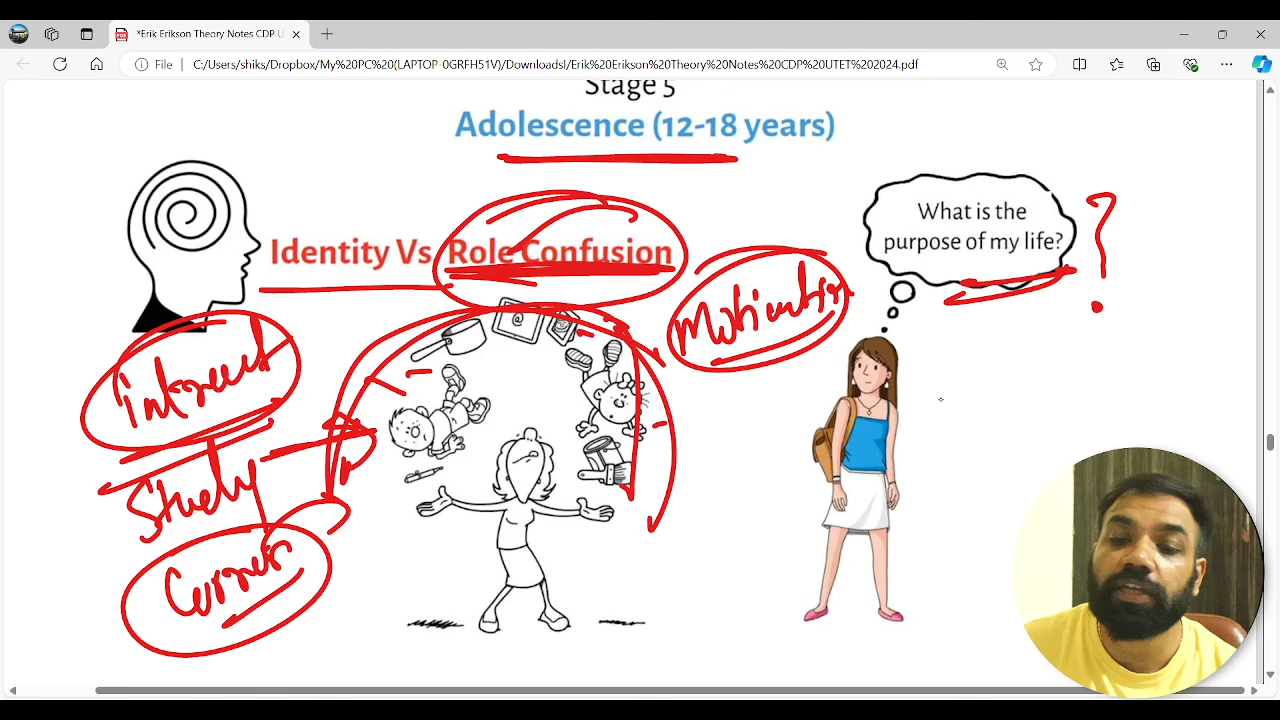 *Erik Erikson Theory Notes CDP U
File
C:/Users/shiks/Dropbox/My%20PC%20(LAPTOP-0GRFH51V)/Downloads/Erik%20Erikson%20Theory%20Notes%20CDP%20UTET%202024.pdf
Stage 5
Adolescence (12-18 years)
What is the
purpose of my life?
?
Identity Vs Role Confusion
Motivation
Study